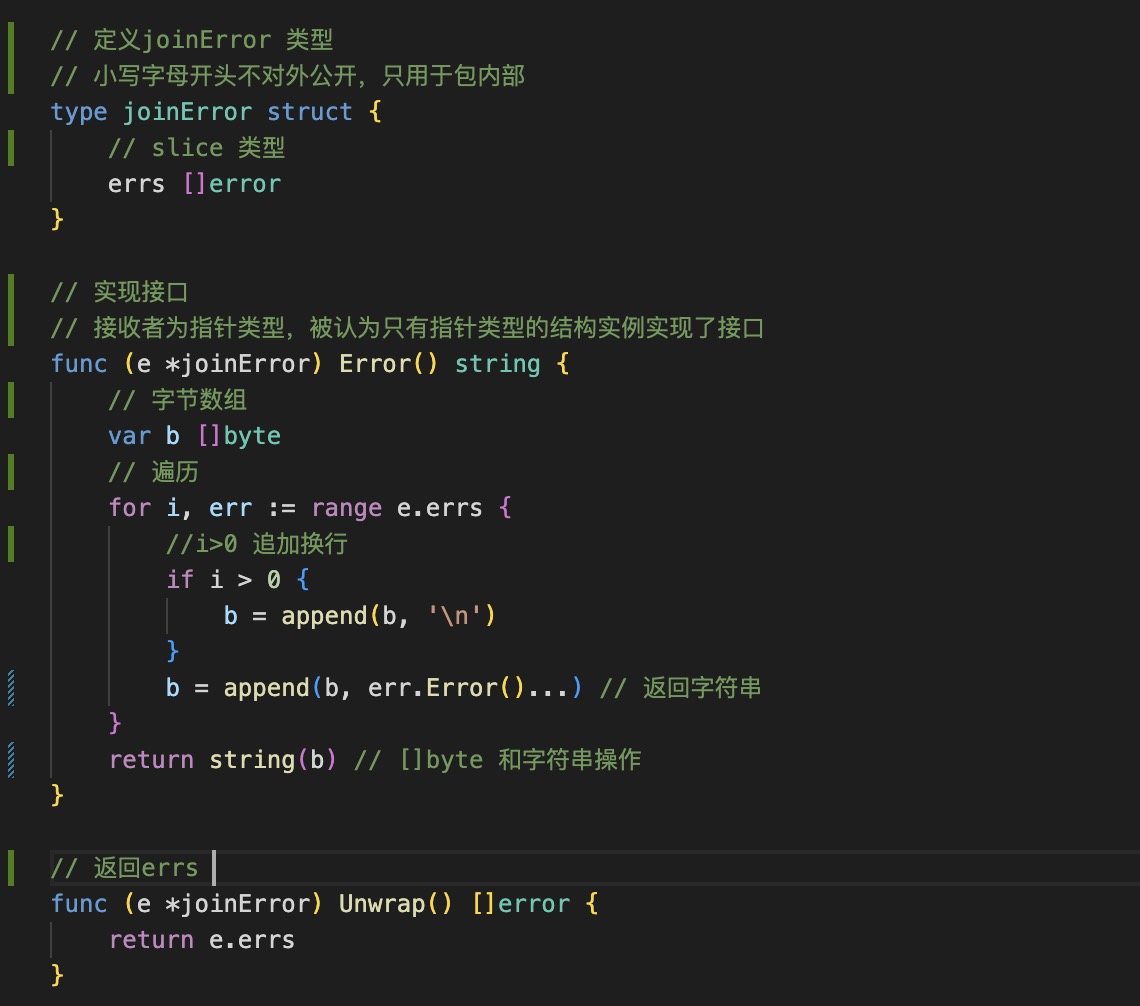 // 定义joinError 类型
// 小写字母开头不对外公开，只用于包内部
type joinError struct {
// slice 类型
errs []error
}
// 实现接口
// 接收者为指针类型，被认为只有指针类型的结构实例实现了接口
func (e *joinError) Error() string {
// 字节数组
var b []byte
// 遍历
for i, err := range e.errs {
//i>0 追加换行
if i > 0 {
b = append(b, '\n')
}
b = append(b, err.Error()...) // 返回字符串
}
return string(b) // []byte 和字符串操作
}
// 返回errs
func (e *joinError) Unwrap() []error {
return e.errs
}